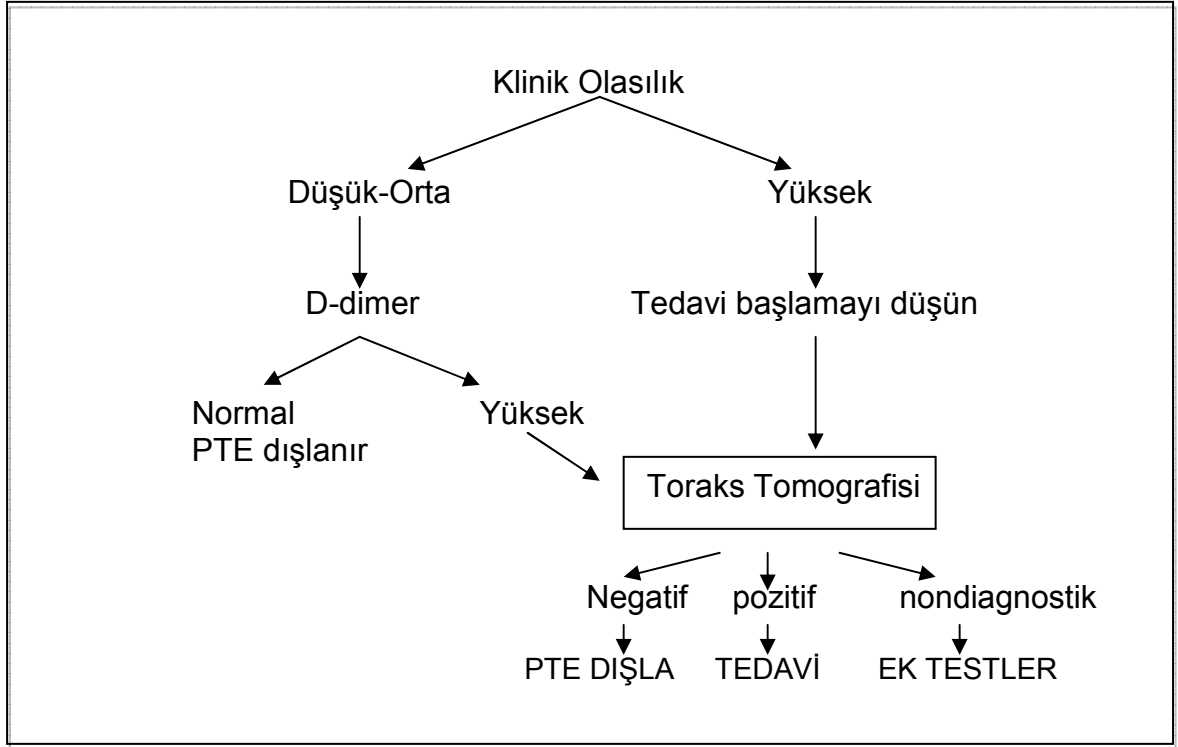 Klinik Olasılık
Düşük-Orta
Yüksek
D-dimer
Tedavi başlamayı düşün
Normal
PTE dışlanır
Yüksek
Toraks Tomografisi
Negatif
pozitif
nondiagnostik
PTE DIŞLA
TEDAVİ
EK TESTLER